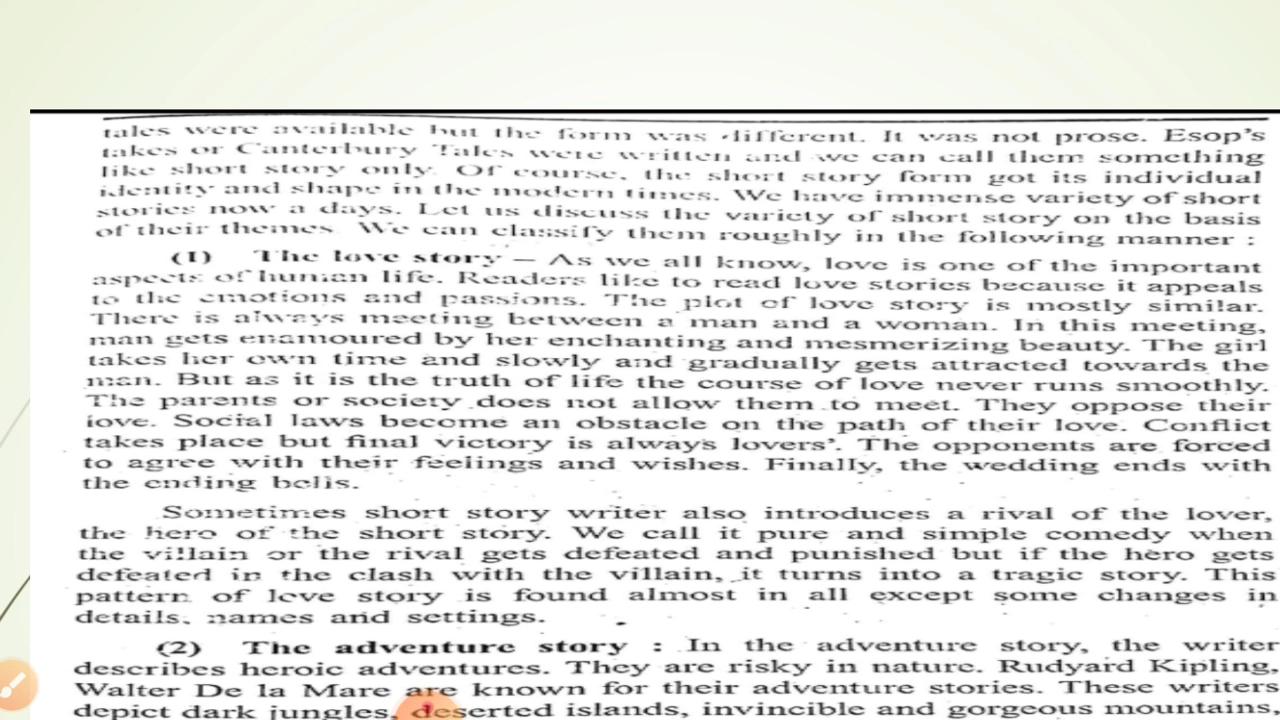 tales were available but the form was different. It was not prose. Esop's
takes or Canterbury Tales were written and we can call them something
like short story only. Of course, the short story form got its individual
identity and shape in the modern times. We have immense variety of short
stories now a days. Let us discuss the variety of short story on the basis
of their themes. We can classify them roughly in the following manner :
(1) The love story – As we all know, love is one of the important
aspects of human life. Readers like to read love stories because it appeals
to the emotions and passions. The plot of love story is mostly similar.
There is always meeting between a man and a woman. In this meeting,
man gets enamoured by her enchanting and mesmerizing beauty. The girl
takes her own time and slowly and gradually gets attracted towards the
man. But as it is the truth of life the course of love never runs smoothly.
The parents or society does not allow them to meet. They oppose their
love. Social laws become an obstacle on the path of their love. Conflict
takes place but final victory is always lovers'. The opponents are forced
to agree with their feelings and wishes. Finally, the wedding ends with
the ending bells.
Sometimes short story writer also introduces a rival of the lover,
the hero of the short story. We call it pure and simple comedy when
the villain or the rival gets defeated and punished but if the hero gets
defeated in the clash with the villain, it turns into a tragic story. This
pattern of love story is found almost in all except some changes in
details, names and settings.
(2) The adventure story : In the adventure story, the writer
describes heroic adventures. They are risky in nature. Rudyard Kipling,
Walter De la Mare are known for their adventure stories. These writers
depict dark jungles, deserted islands, invincible and gorgeous mountains,